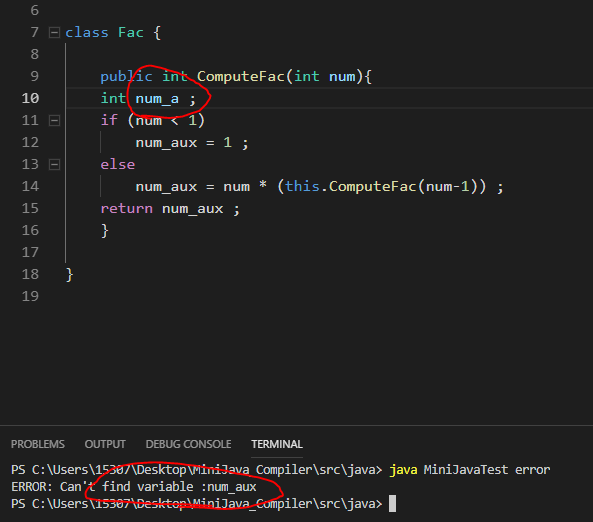 6
7 class Fac {
8
9 public int ComputeFac(int num){
10 int num_a ;
11 if (num < 1)
12 num_aux = 1 ;
13 else
14 num_aux = num * (this.ComputeFac(num-1)) ;
15 return num_aux ;
16 }
17
18 }
19
PROBLEMS OUTPUT DEBUG CONSOLE TERMINAL
PS C:\Users\15307\Desktop\MiniJava_Compiler\src\java> java MiniJavaTest error
ERROR: Can't find variable :num_aux
PS C:\Users\15307\Desktop\MiniJava_Compiler\src\java>